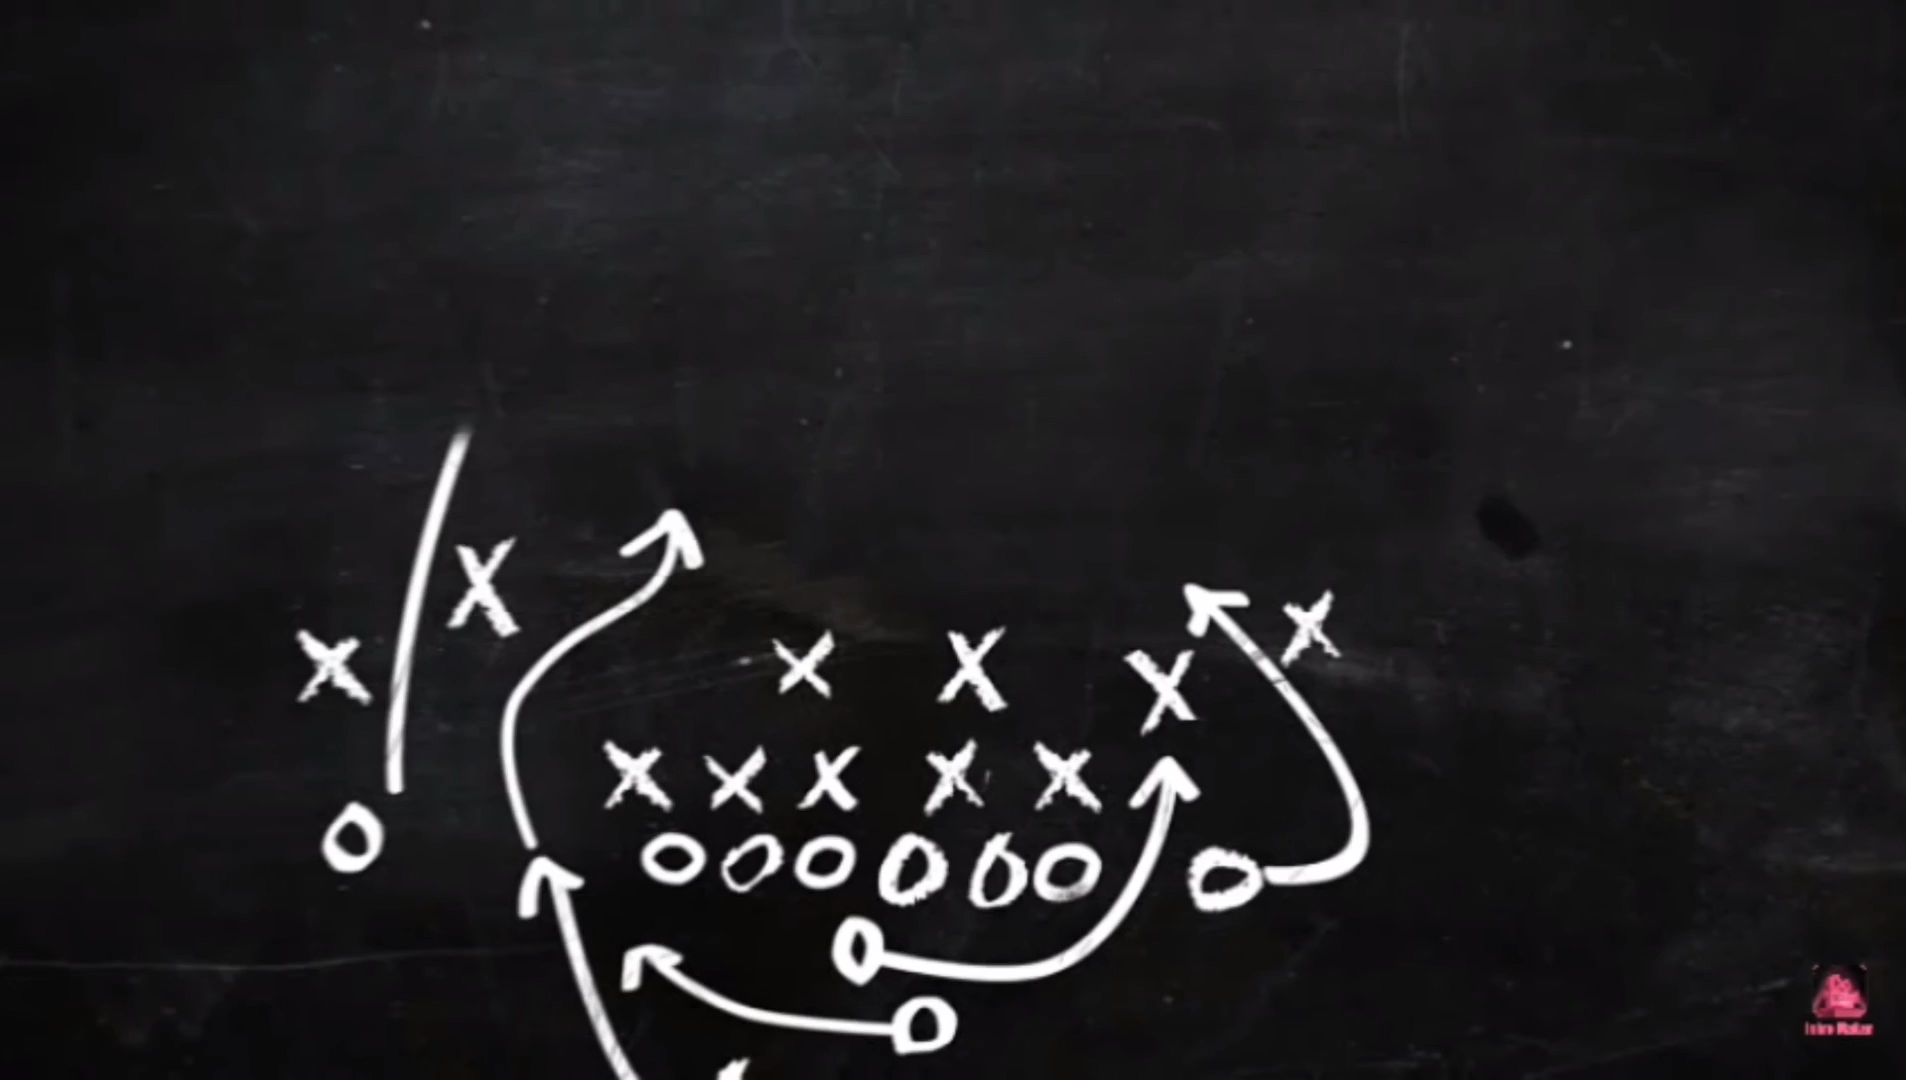 X
X X
X X X X
X X X X X
O O O O O O O O
O
O
Intro Maker